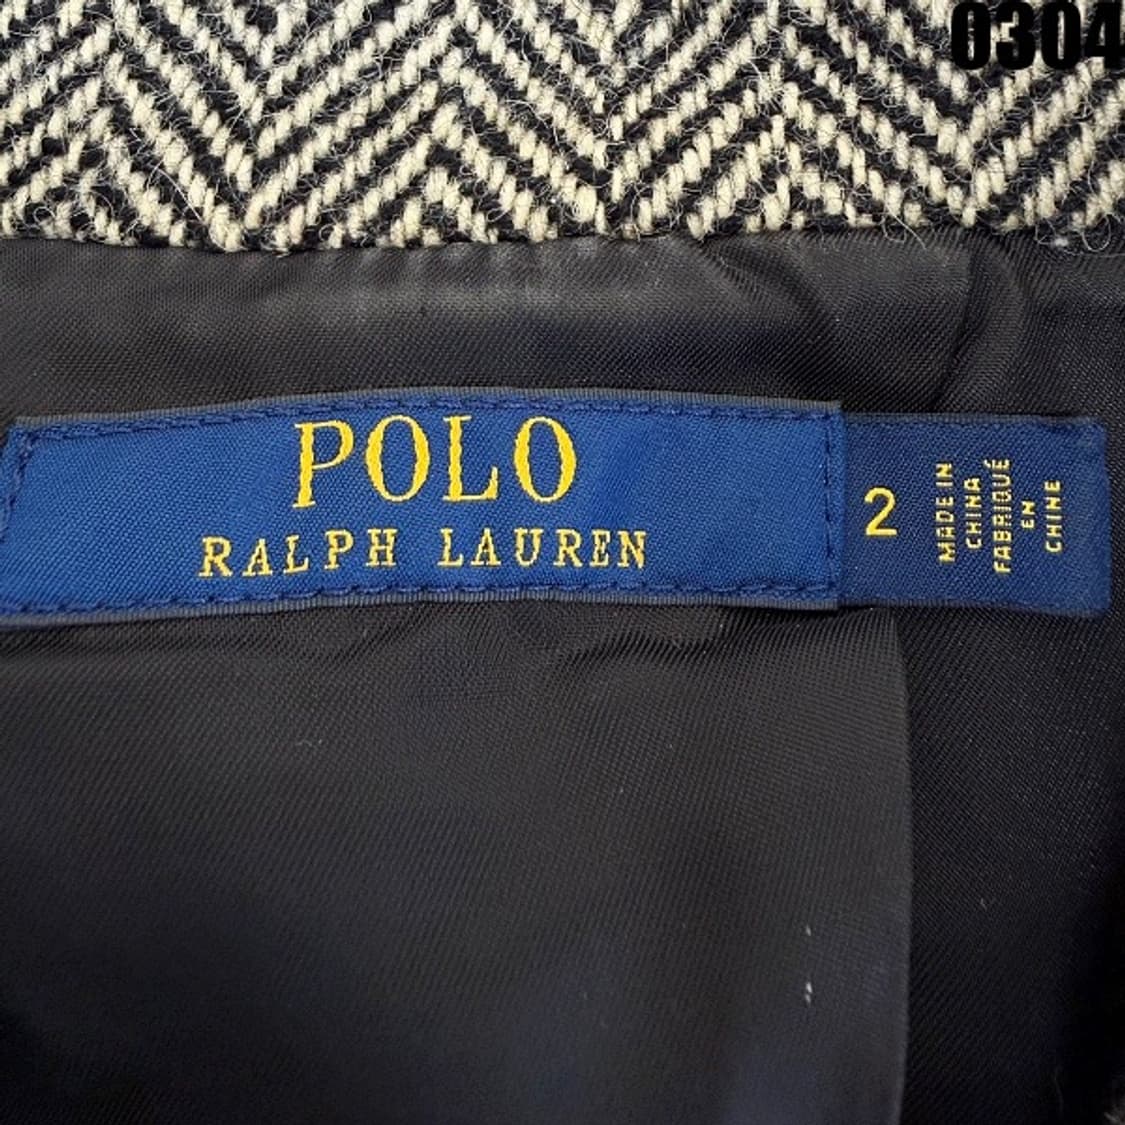 0304
POLO
RALPH LAUREN
2
MADE IN
CHINA
FABRIQUÉ
EN
CHINE